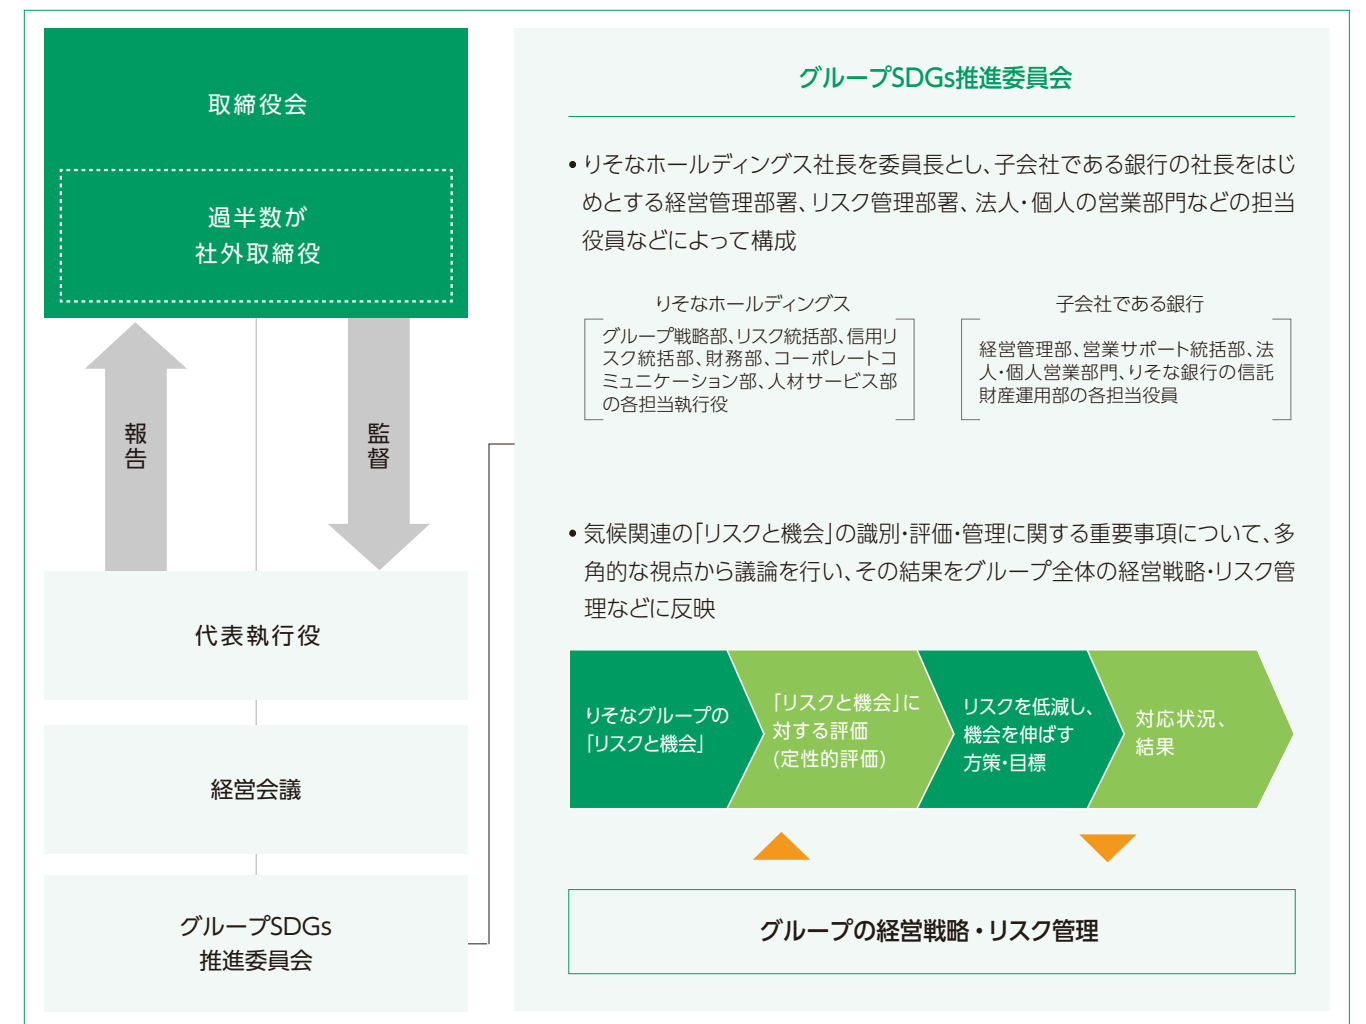 取締役会
過半数が
社外取締役
報告
監督
代表執行役
経営会議
グループSDGs
推進委員会
グループSDGs推進委員会
• りそなホールディングス社長を委員長とし、子会社である銀行の社長をはじ
めとする経営管理部署、リスク管理部署、法人・個人の営業部門などの担当
役員などによって構成
りそなホールディングス
グループ戦略部、リスク統括部、信用リ
スク統括部、財務部、コーポレートコ
ミュニケーション部、人材サービス部
の各担当執行役
子会社である銀行
経営管理部、営業サポート統括部、法
人・個人営業部門、りそな銀行の信託
財産運用部の各担当役員
• 気候関連の「リスクと機会」の識別・評価・管理に関する重要事項について、多
角的な視点から議論を行い、その結果をグループ全体の経営戦略・リスク管
理などに反映
りそなグループの
「リスクと機会」
「リスクと機会」に
対する評価
(定性的評価)
リスクを低減し、
機会を伸ばす
方策・目標
対応状況、
結果
グループの経営戦略・リスク管理